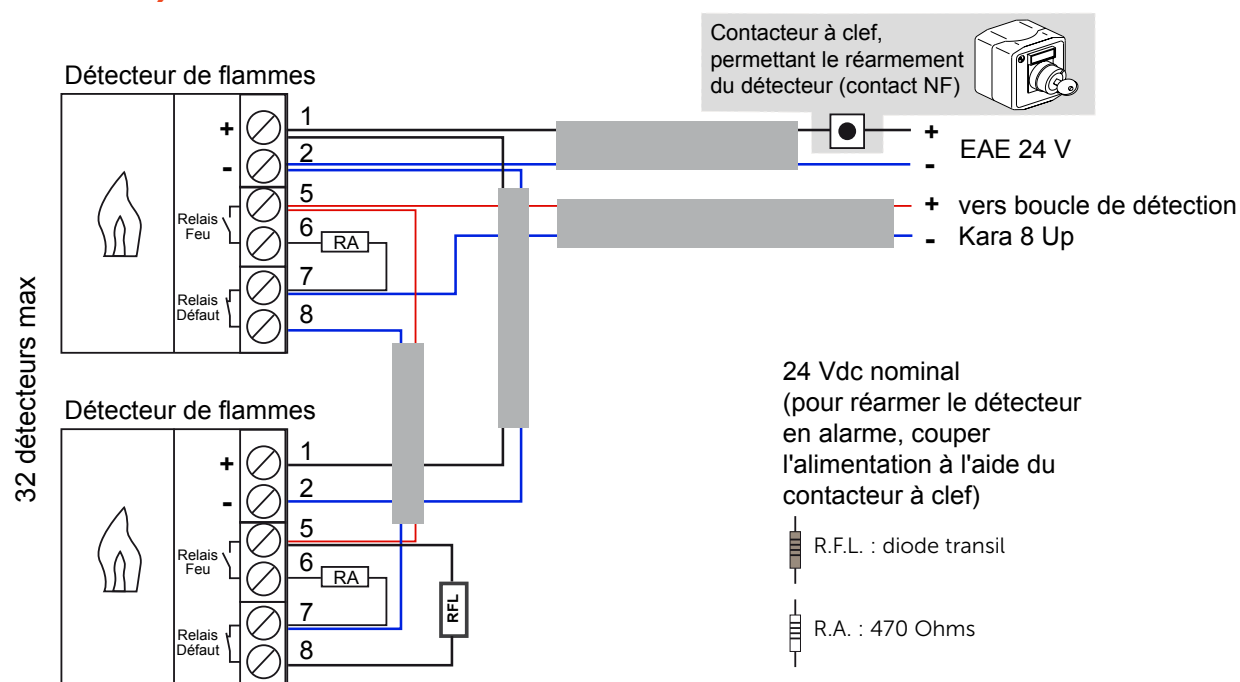 Contacteur à clef,
permettant le réarmement
du détecteur (contact NF)
Détecteur de flammes
+
-
1
2
5
6
7
8
Relais
Feu
Relais
Défaut
RA
+
-
EAE 24 V
+
-
vers boucle de détection
Kara 8 Up
32 détecteurs max
Détecteur de flammes
+
-
1
2
5
6
7
8
Relais
Feu
Relais
Défaut
RA
RFL
24 Vdc nominal
(pour réarmer le détecteur
en alarme, couper
l'alimentation à l'aide du
contacteur à clef)
R.F.L. : diode transil
R.A. : 470 Ohms